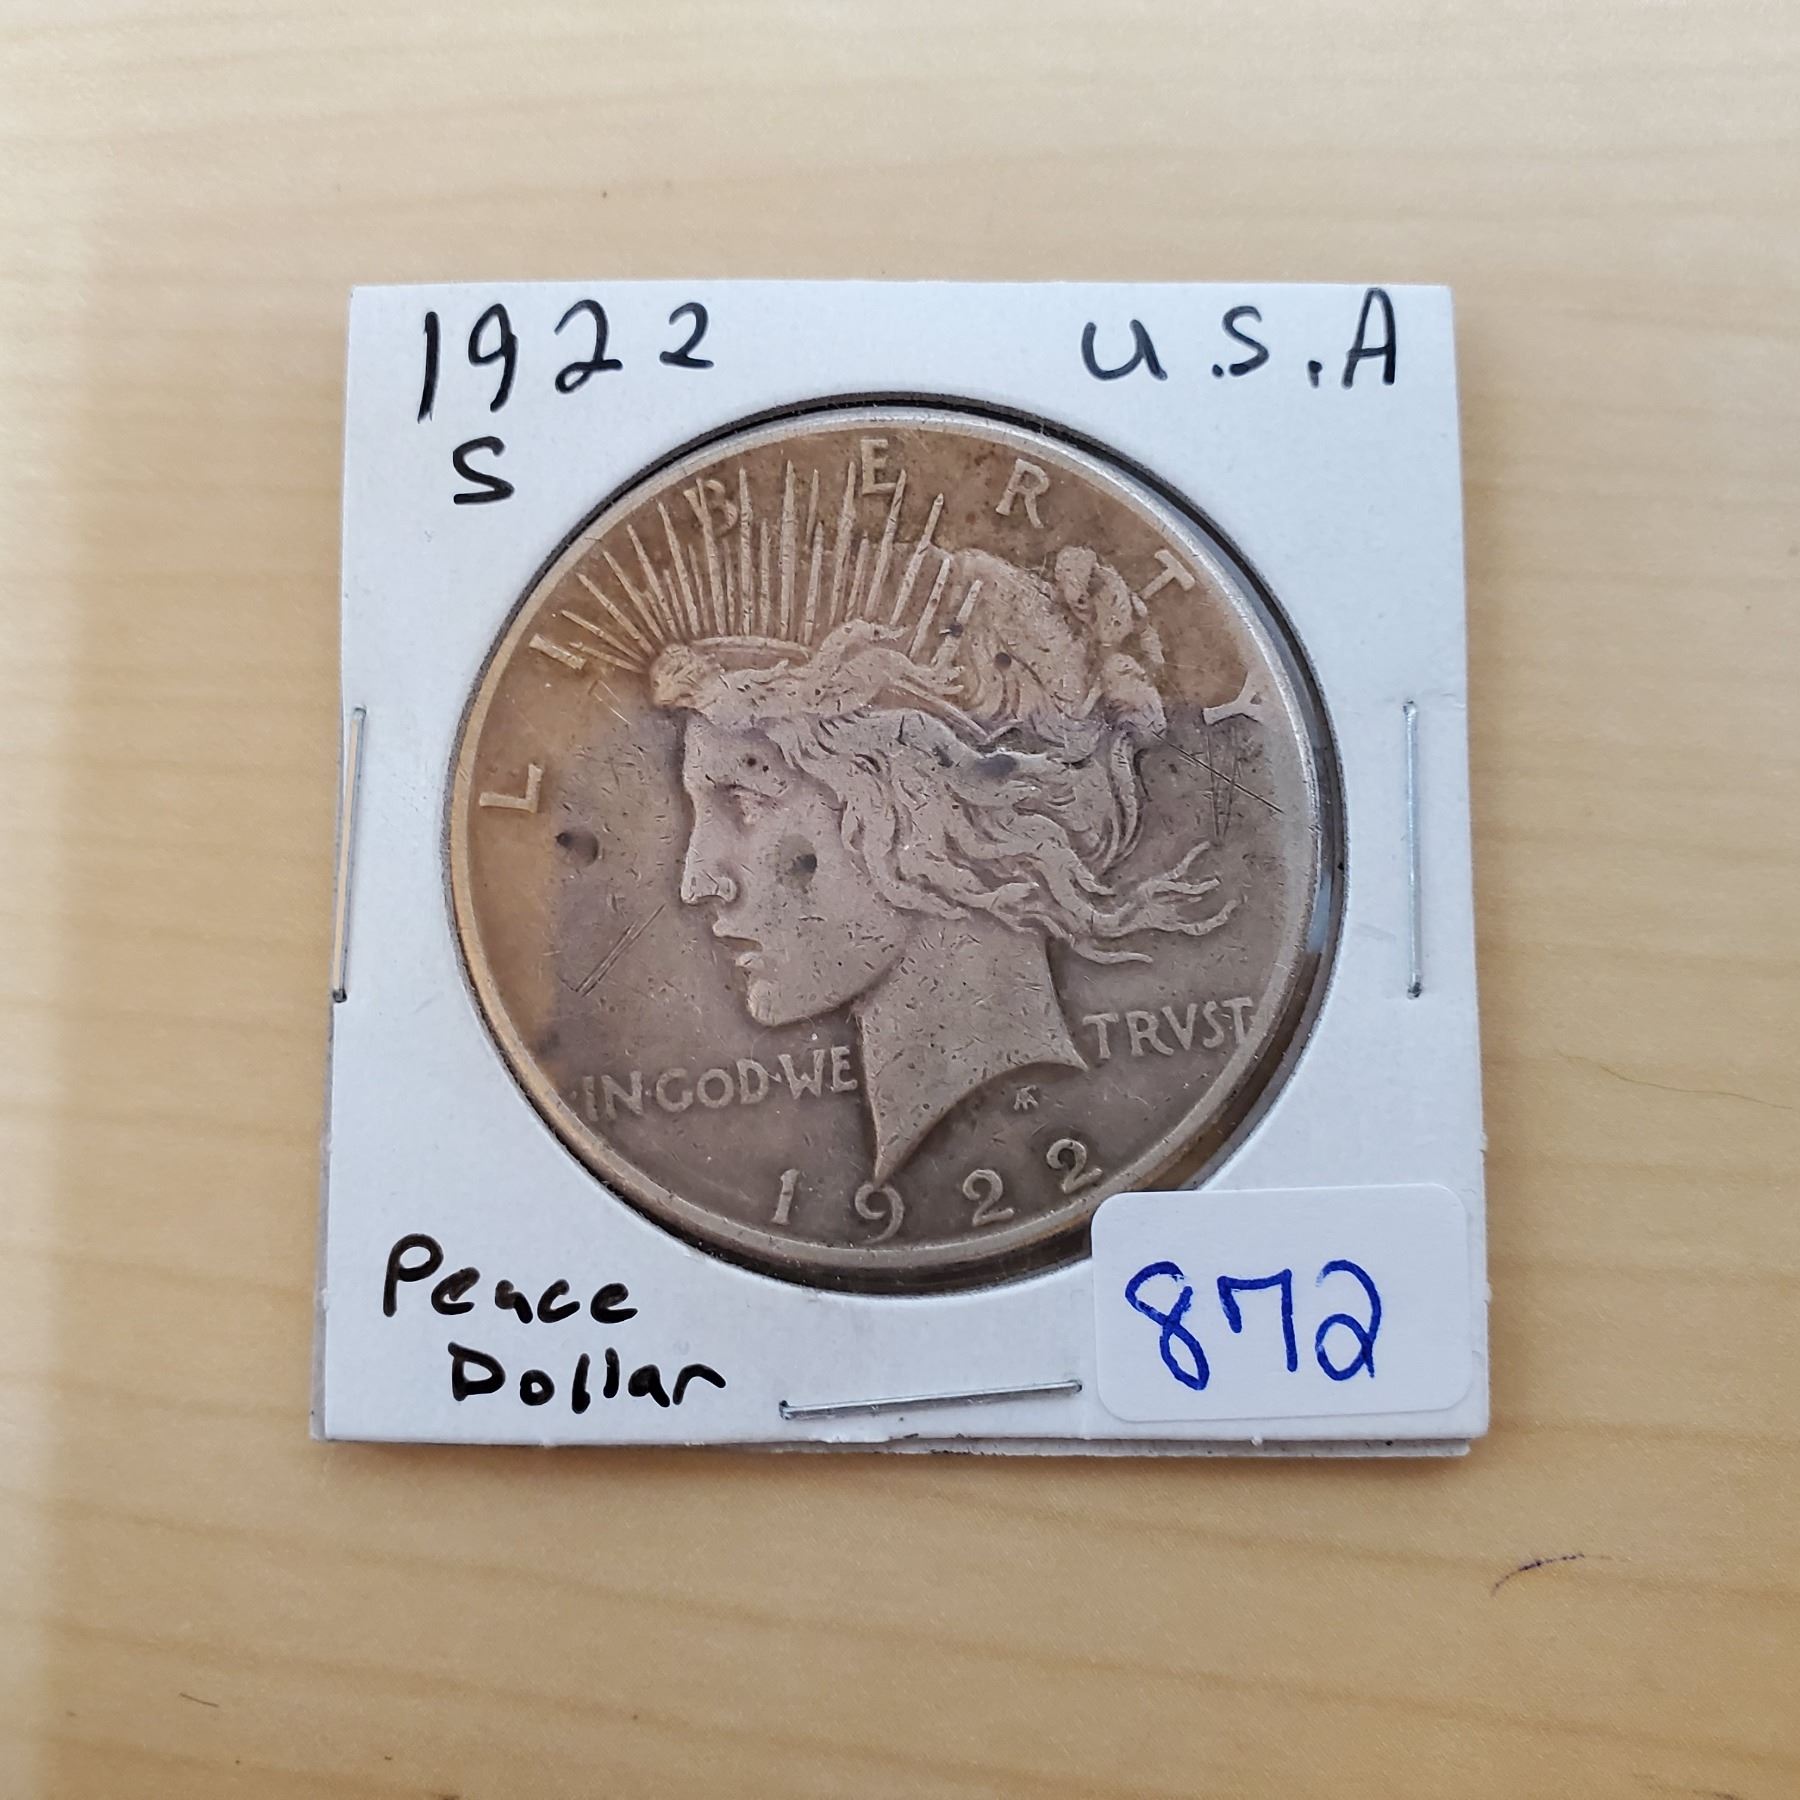 1922 U.S.A
S
LIBERTY
IN·GOD·WE TRVST
1922
Peace
Dollar
872